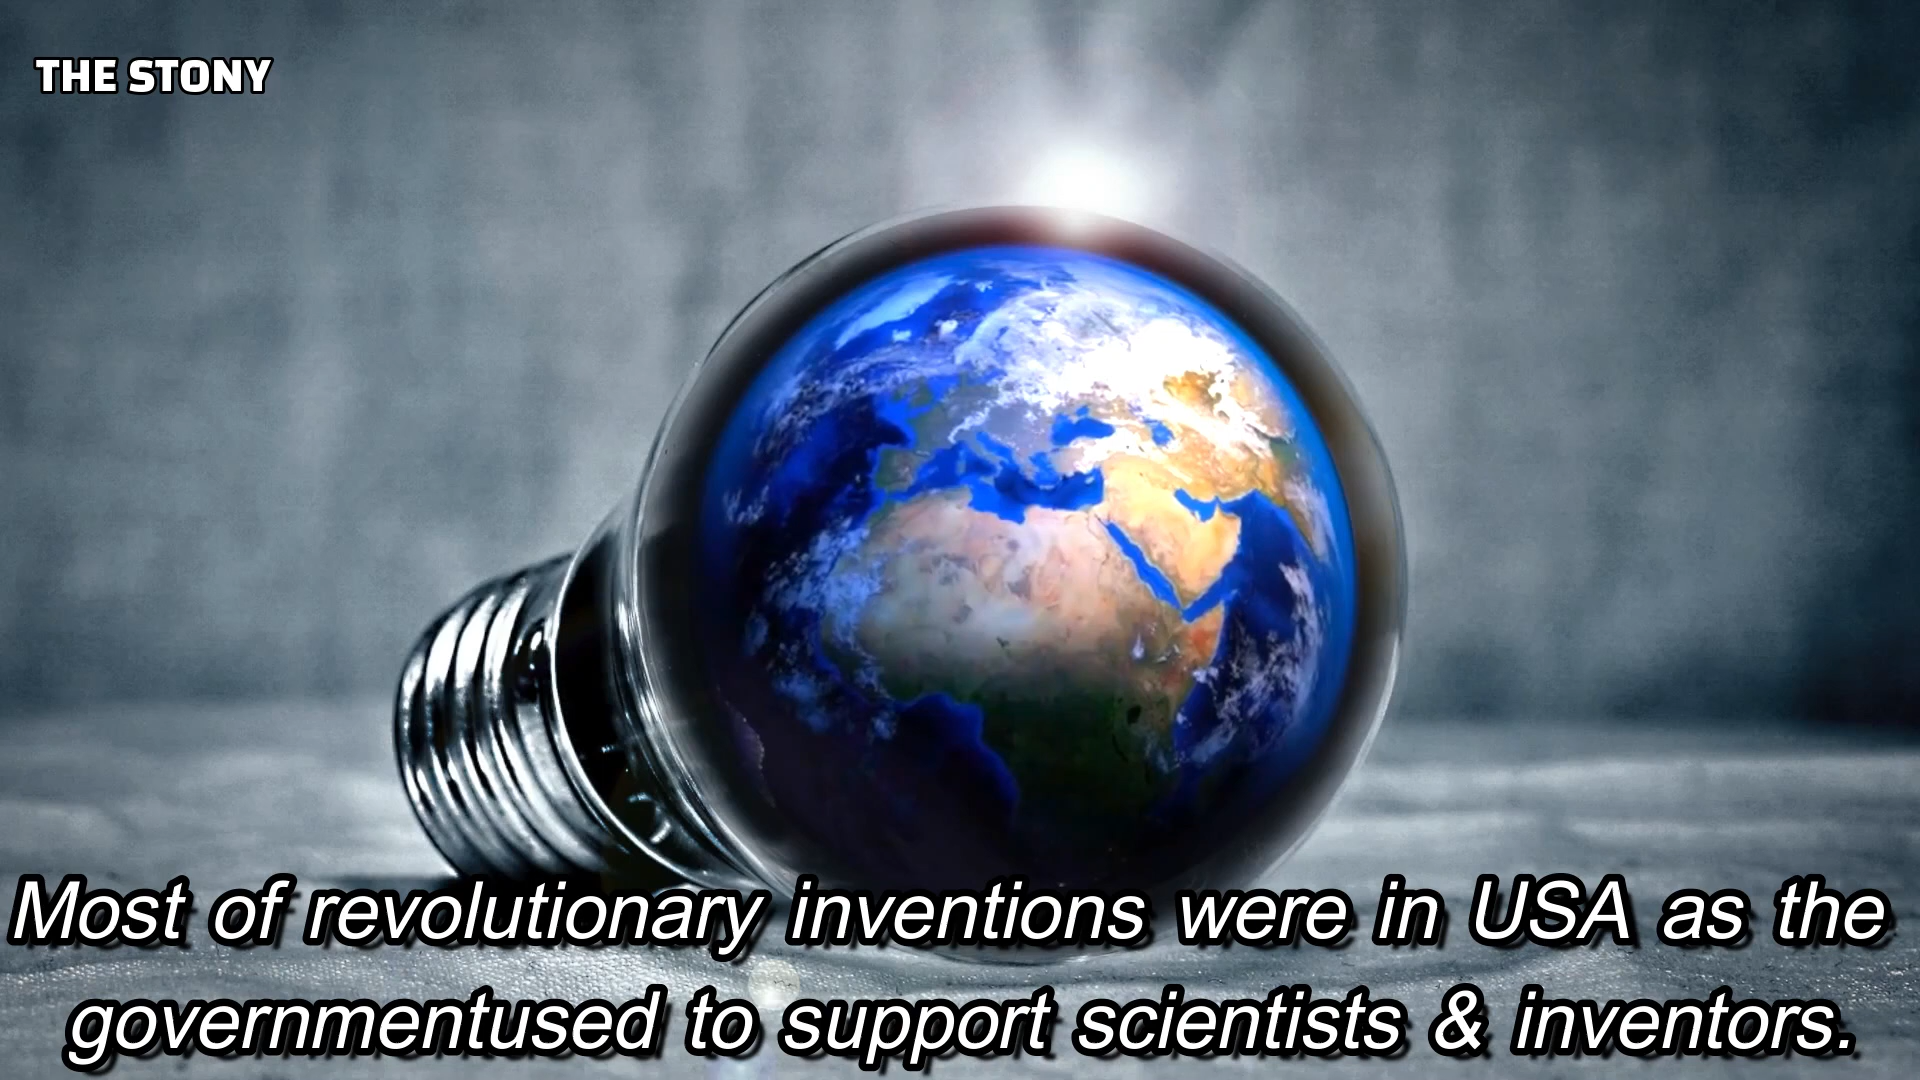 THE STONY
Most of revolutionary inventions were in USA as the
governmentused to support scientists & inventors.